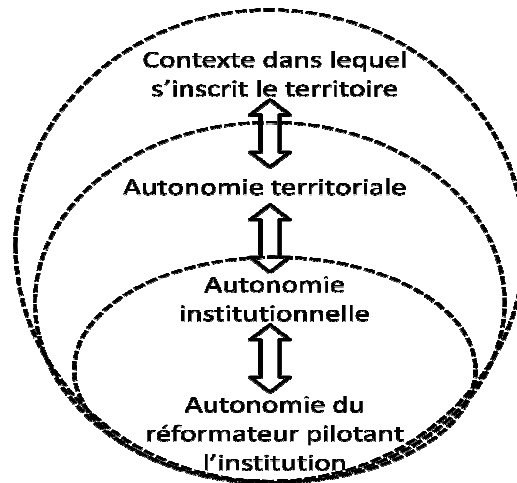 Contexte dans lequel
s'inscrit le territoire
Autonomie territoriale
Autonomie
institutionnelle
Autonomie du
réformateur pilotant
l'institution